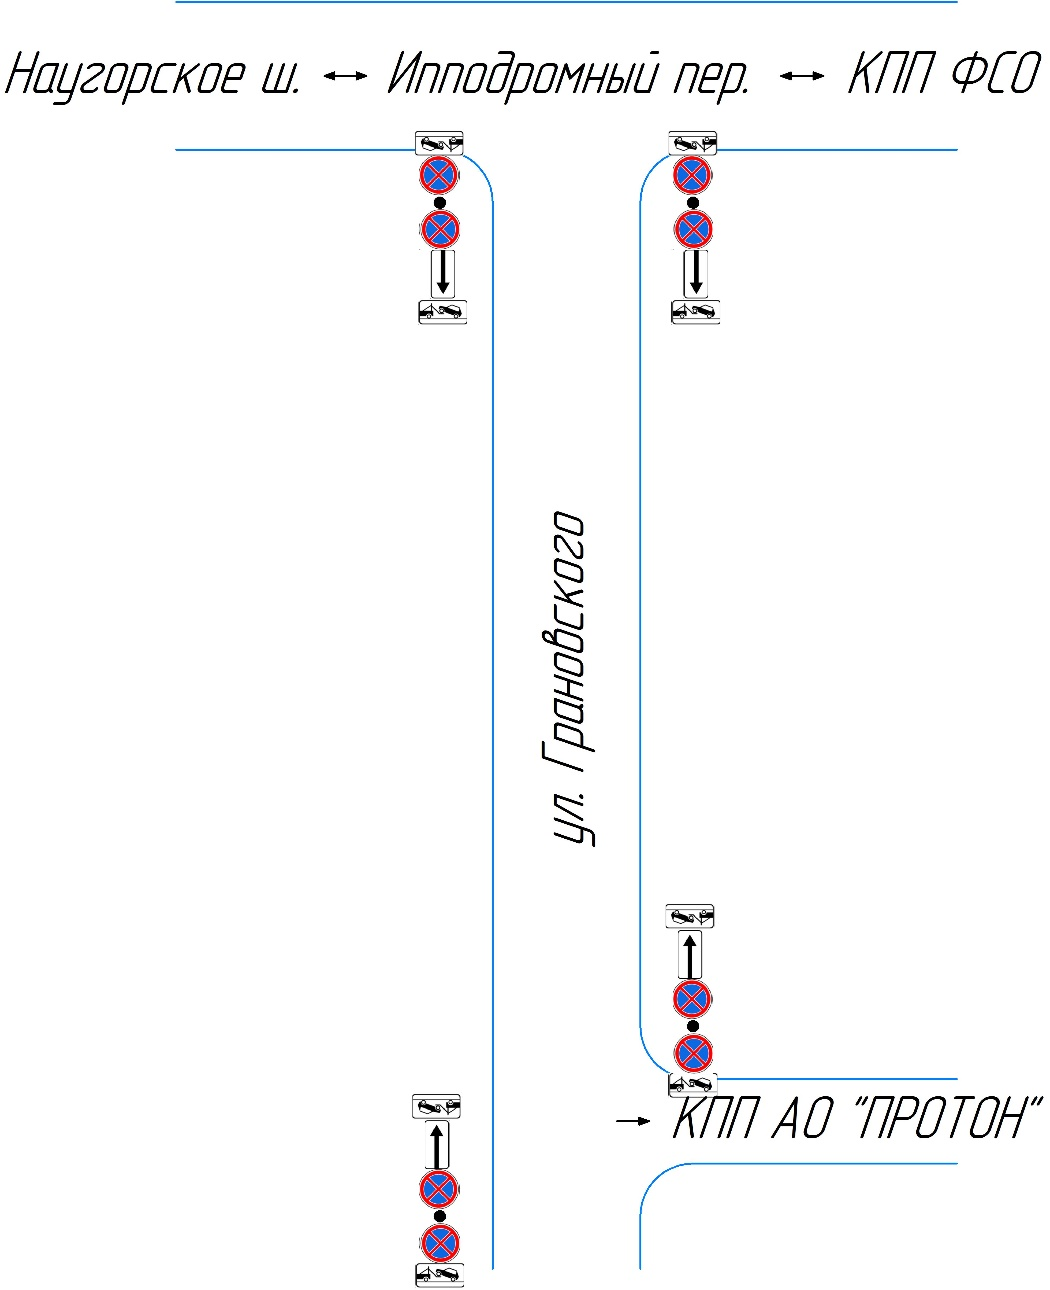 Наугорское ш. ↔ Ипподромный пер. ↔ КПП ФСО
ул. Грановского
→ КПП АО "ПРОТОН"